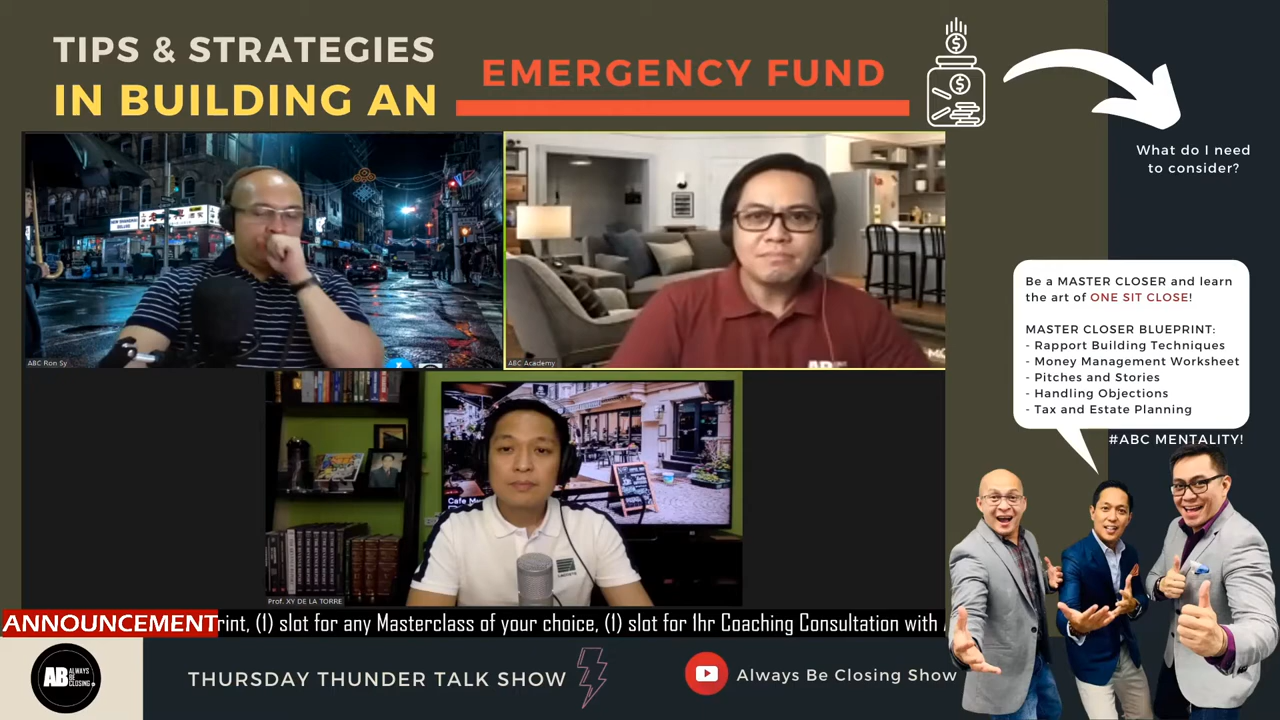 TIPS & STRATEGIES
IN BUILDING AN
EMERGENCY FUND
What do I need
to consider?
ABC Ron Sy
ABC Academy
Be a MASTER CLOSER and learn
the art of ONE SIT CLOSE!
MASTER CLOSER BLUEPRINT:
- Rapport Building Techniques
- Money Management Worksheet
- Pitches and Stories
- Handling Objections
- Tax and Estate Planning
#ABC MENTALITY!
Prof. XY DE LA TORRE
ANNOUNCEMENT
rint, (1) slot for any Masterclass of your choice, (1) slot for 1hr Coaching Consultation with
AB ALWAYS
BE
CLOSING
THURSDAY THUNDER TALK SHOW
Always Be Closing Show